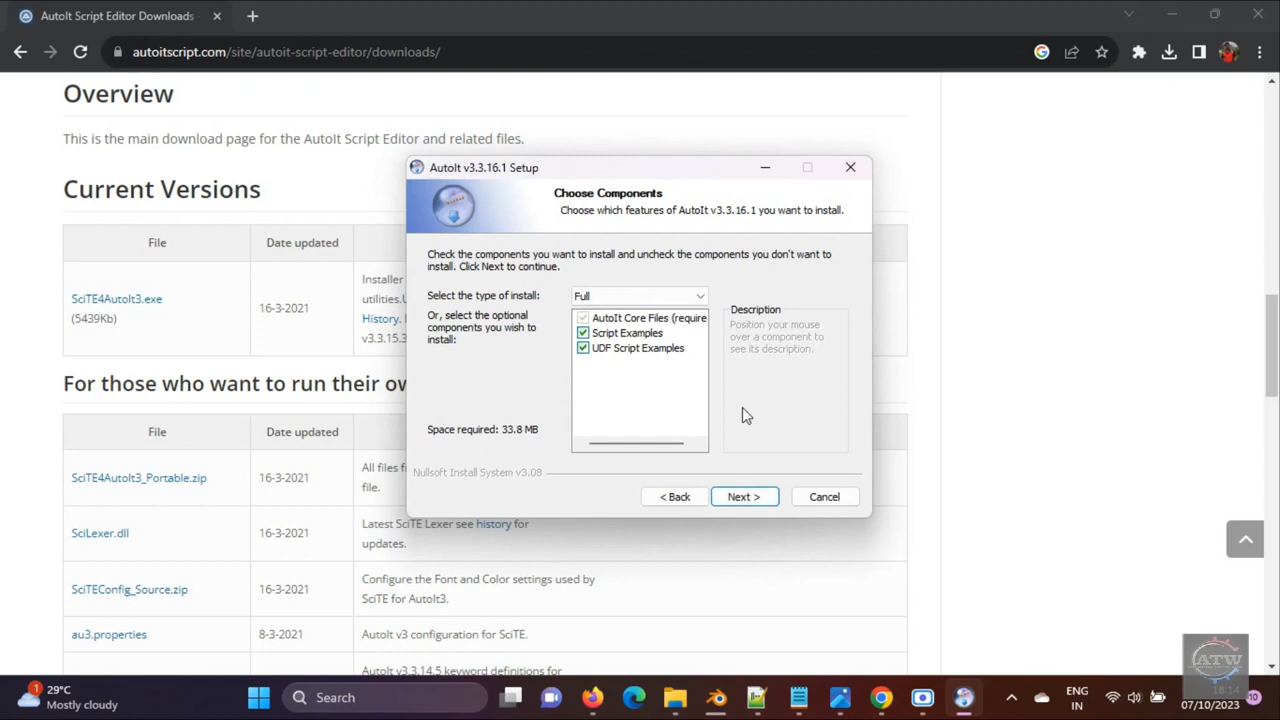 AutoIt Script Editor Downloads
autoitscript.com/site/autoit-script-editor/downloads/
Overview
This is the main download page for the AutoIt Script Editor and related files.
Current Versions
File
Date updated
SciTE4AutoIt3.exe
(5439Kb)
16-3-2021
Installer
utilities.U
History.
v3.3.15.3
For those who want to run their ow
File
Date updated
SciTE4AutoIt3_Portable.zip
16-3-2021
All files f
file.
SciLexer.dll
16-3-2021
Latest SciTE Lexer see history for
updates.
SciTEConfig_Source.zip
16-3-2021
Configure the Font and Color settings used by
SciTE for AutoIt3.
au3.properties
8-3-2021
AutoIt v3 configuration for SciTE.
AutoIt v3.3.14.5 keyword definitions for
AutoIt v3.3.16.1 Setup
Choose Components
Choose which features of AutoIt v3.3.16.1 you want to install.
Check the components you want to install and uncheck the components you don't want to
install. Click Next to continue.
Select the type of install:
Full
Or, select the optional
components you wish to
install:
AutoIt Core Files (require
Script Examples
UDF Script Examples
Description
Position your mouse
over a component to
see its description.
Space required: 33.8 MB
Nullsoft Install System v3.08
< Back
Next >
Cancel
ATW
1
29°C
Mostly cloudy
Search
ENG
IN
18:14
07/10/2023
10